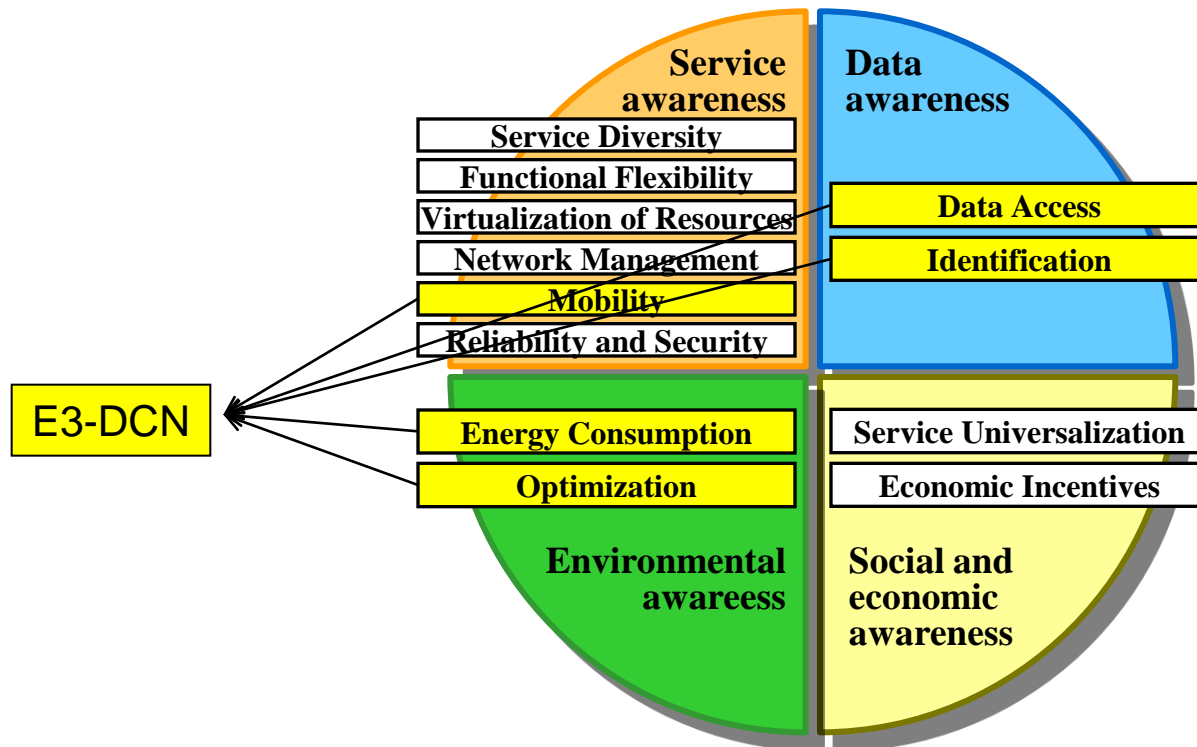 Service
awareness
Service Diversity
Functional Flexibility
Virtualization of Resources
Network Management
Mobility
Reliability and Security
Data
awareness
Data Access
Identification
E3-DCN
Energy Consumption
Optimization
Environmental
awareess
Service Universalization
Economic Incentives
Social and
economic
awareness